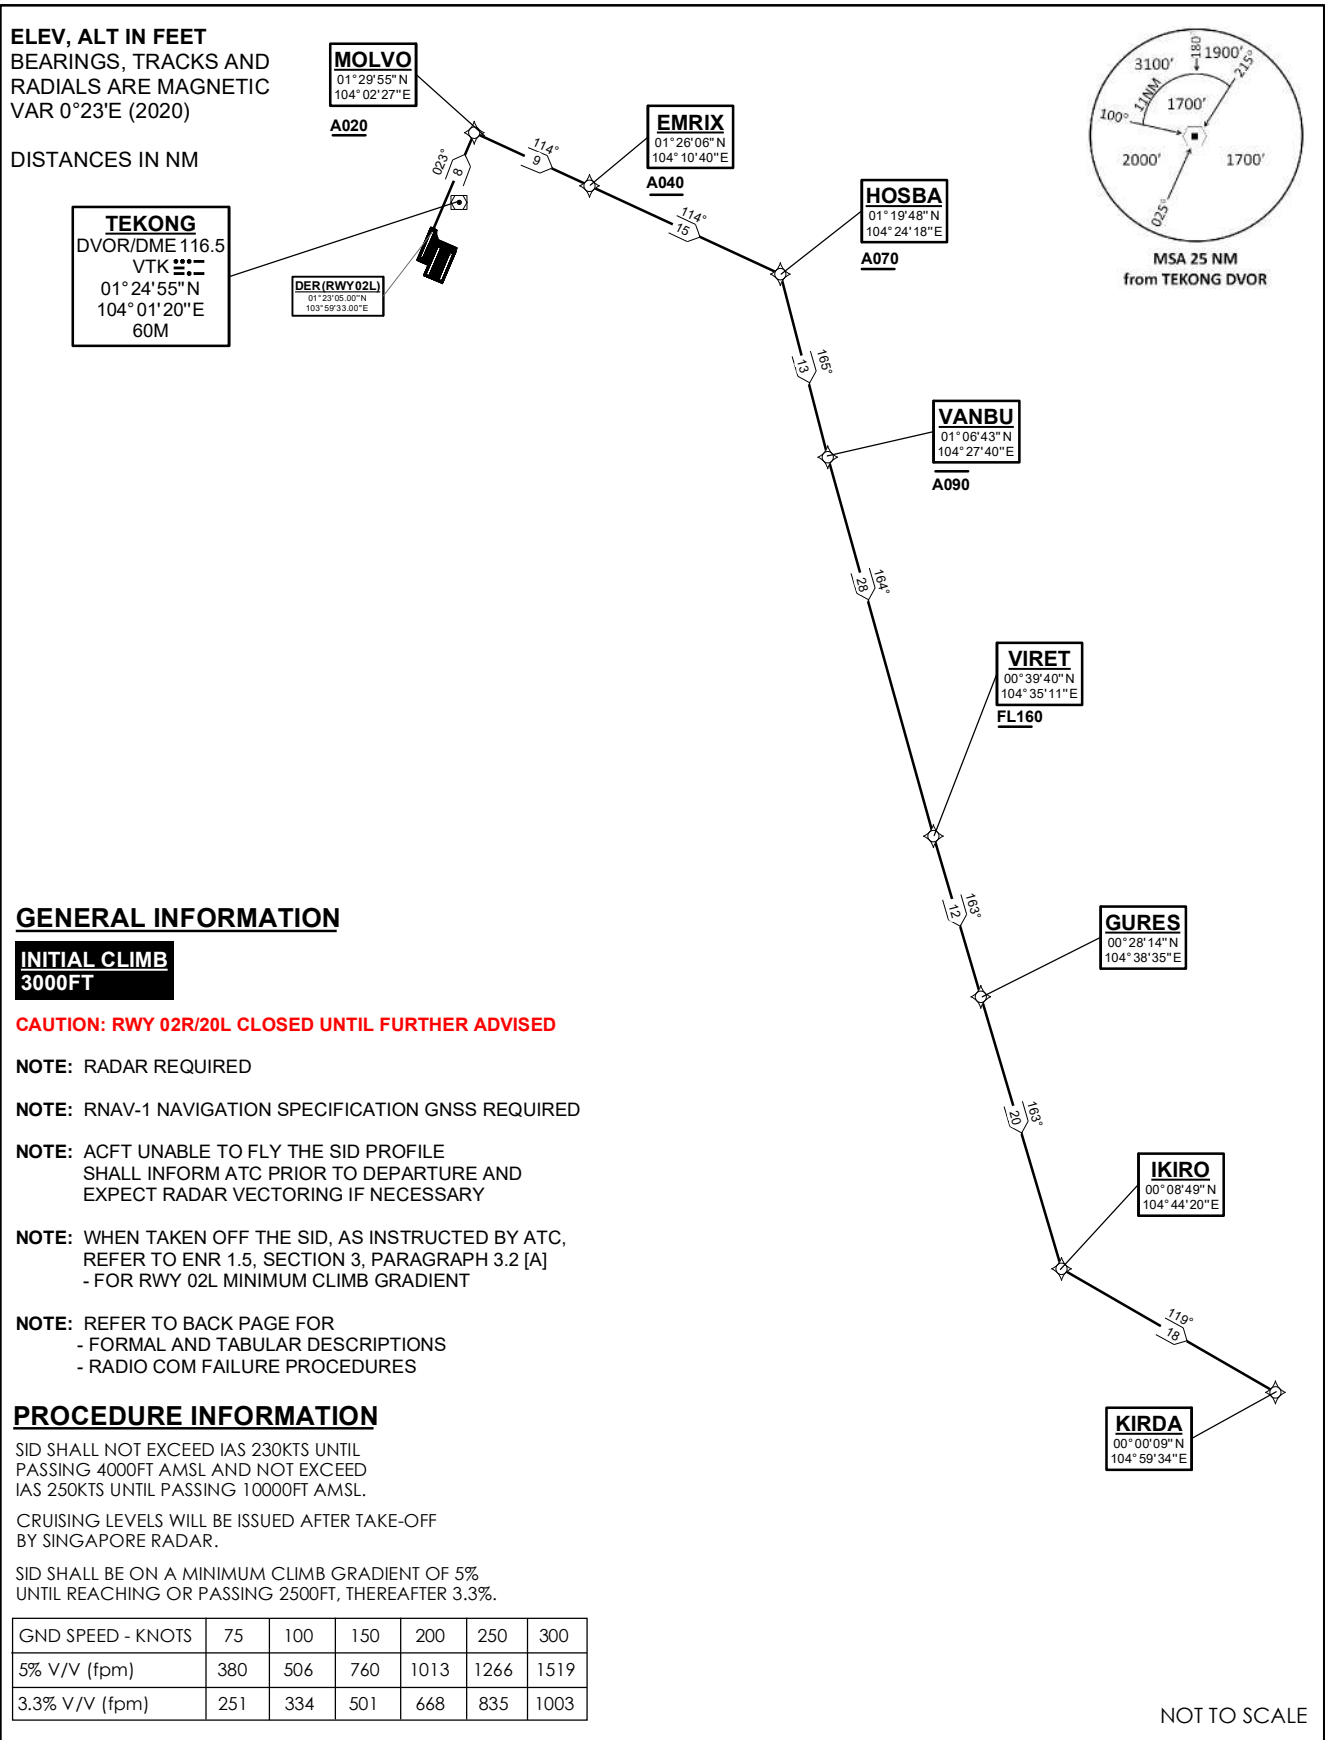 ELEV, ALT IN FEET
BEARINGS, TRACKS AND
RADIALS ARE MAGNETIC
VAR 0°23'E (2020)
DISTANCES IN NM
MOLVO
01°29'55"N
104°02'27"E
A020
EMRIX
01°26'06"N
104°10'40"E
A040
HOSBA
01°19'48"N
104°24'18"E
A070
3100'
180°
1900'
215°
11NM
1700'
100°
2000'
1700'
025°
MSA 25 NM
from TEKONG DVOR
023°
8
114°
9
114°
15
TEKONG
DVOR/DME 116.5
VTK
01°24'55"N
104°01'20"E
60M
DER(RWY02L)
01°23'05.00"N
103°59'33.00"E
165°
13
VANBU
01°06'43"N
104°27'40"E
A090
164°
28
VIRET
00°39'40"N
104°35'11"E
FL160
163°
12
GURES
00°28'14"N
104°38'35"E
163°
20
IKIRO
00°08'49"N
104°44'20"E
119°
18
KIRDA
00°00'09"N
104°59'34"E
GENERAL INFORMATION
INITIAL CLIMB
3000FT
CAUTION: RWY 02R/20L CLOSED UNTIL FURTHER ADVISED
NOTE: RADAR REQUIRED
NOTE: RNAV-1 NAVIGATION SPECIFICATION GNSS REQUIRED
NOTE: ACFT UNABLE TO FLY THE SID PROFILE
SHALL INFORM ATC PRIOR TO DEPARTURE AND
EXPECT RADAR VECTORING IF NECESSARY
NOTE: WHEN TAKEN OFF THE SID, AS INSTRUCTED BY ATC,
REFER TO ENR 1.5, SECTION 3, PARAGRAPH 3.2 [A]
- FOR RWY 02L MINIMUM CLIMB GRADIENT
NOTE: REFER TO BACK PAGE FOR
- FORMAL AND TABULAR DESCRIPTIONS
- RADIO COM FAILURE PROCEDURES
PROCEDURE INFORMATION
SID SHALL NOT EXCEED IAS 230KTS UNTIL
PASSING 4000FT AMSL AND NOT EXCEED
IAS 250KTS UNTIL PASSING 10000FT AMSL.
CRUISING LEVELS WILL BE ISSUED AFTER TAKE-OFF
BY SINGAPORE RADAR.
SID SHALL BE ON A MINIMUM CLIMB GRADIENT OF 5%
UNTIL REACHING OR PASSING 2500FT, THEREAFTER 3.3%.
GND SPEED - KNOTS 75 100 150 200 250 300
5% V/V (fpm) 380 506 760 1013 1266 1519
3.3% V/V (fpm) 251 334 501 668 835 1003
NOT TO SCALE